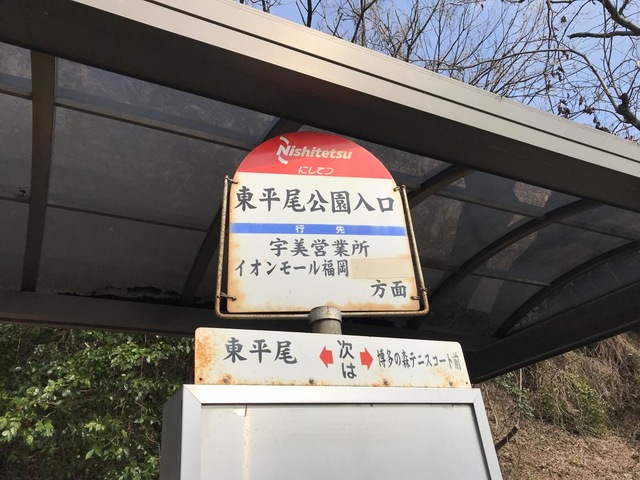 Nishitetsu
にしてつ
東平尾公園入口
行先
宇美営業所
イオンモール福岡
方面
東平尾 次は 博多の森テニスコート前